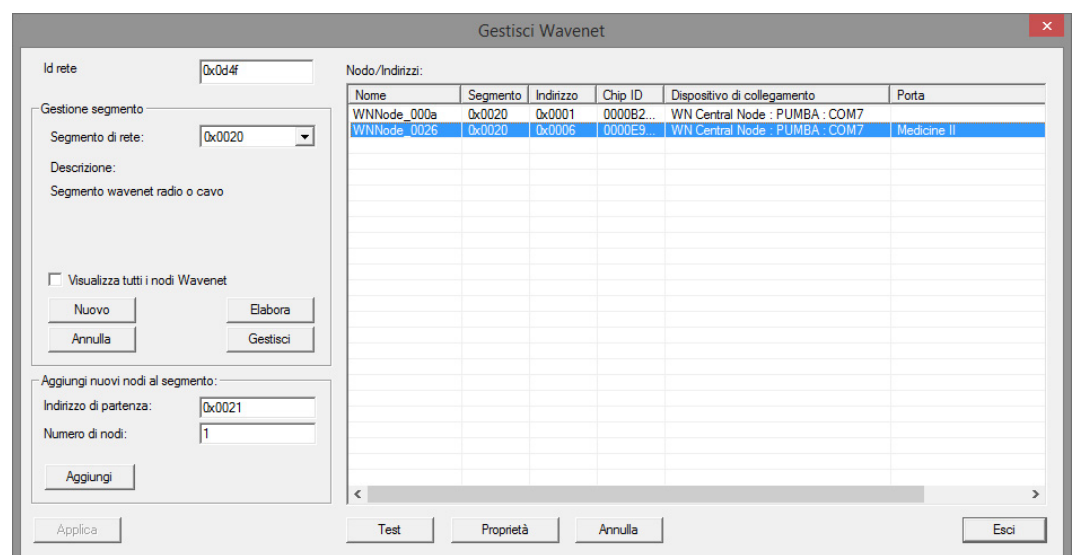 Gestisci Wavenet
Id rete
0x0d4f
Gestione segmento
Segmento di rete:
0x0020
Descrizione:
Segmento wavenet radio o cavo
Visualizza tutti i nodi Wavenet
Nuovo
Elabora
Annulla
Gestisci
Aggiungi nuovi nodi al segmento:
Indirizzo di partenza:
0x0021
Numero di nodi:
1
Aggiungi
Applica
Nodo/Indirizzi:
Nome Segmento Indirizzo Chip ID Dispositivo di collegamento Porta
WNNode_000a 0x0020 0x0001 0000B2... WN Central Node : PUMBA : COM7
WNNode_0026 0x0020 0x0006 0000E9... WN Central Node : PUMBA : COM7 Medicine II
Test
Proprietà
Annulla
Esci